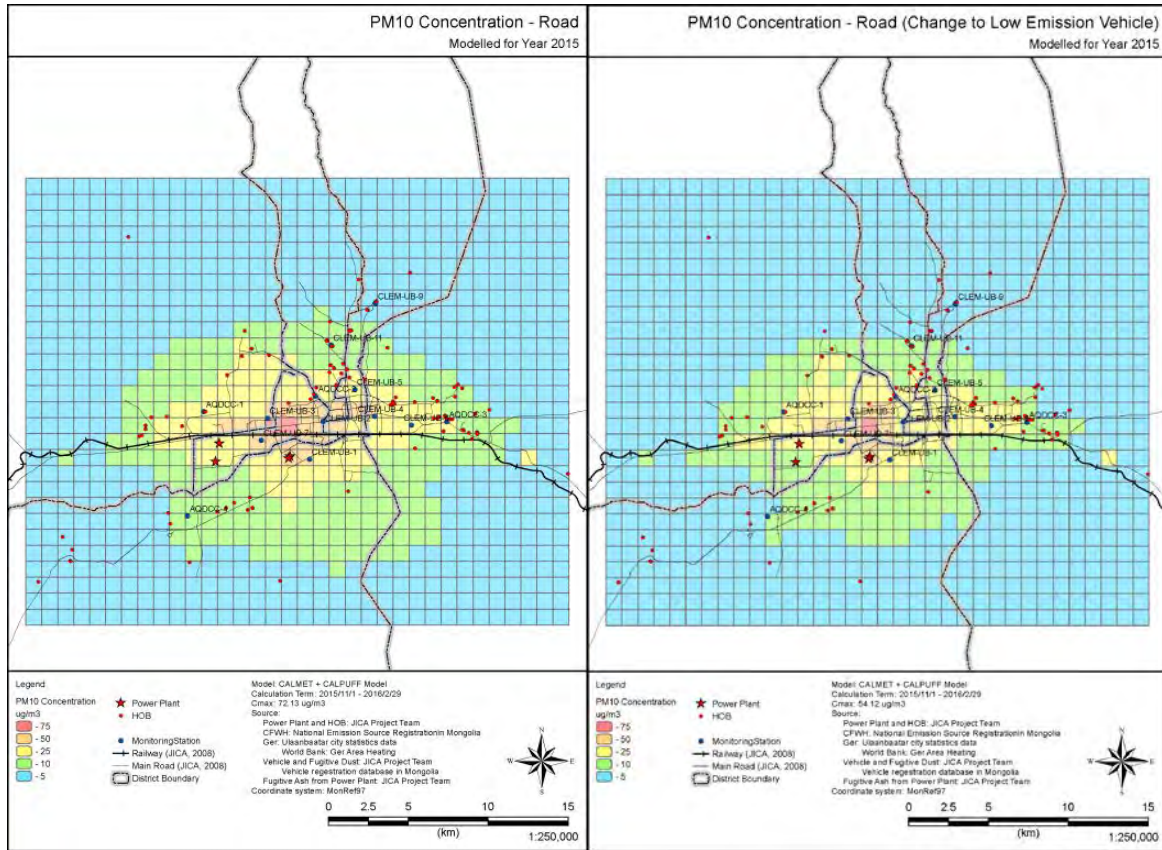 PM10 Concentration - Road
Modelled for Year 2015
CLEM-UB-9
CLEM-UB-11
CLEM-UB-5
AQDCC-1
CLEM-UB-3
CLEM-UB-4
AQDCC-3
CLEM-UB-1
Legend
PM10 Concentration
ug/m3
- 75
- 50
- 25
- 10
- 5
Power Plant
HOB
MonitoringStation
Railway (JICA, 2008)
Main Road (JICA, 2008)
District Boundary
Model: CALMET + CALPUFF Model
Calculation Term: 2015/11/1 - 2016/2/29
Cmax: 72.13 ug/m3
Source:
Power Plant and HOB: JICA Project Team
CFWH: National Emission Source Registrationin Mongolia
Ger: Ulaanbaatar city statistics data
World Bank: Ger Area Heating
Vehicle and Fugitive Dust: JICA Project Team
Vehicle regestration database in Mongolia
Fugitive Ash from Power Plant: JICA Project Team
Coordinate system: MonRef97
N
W E
S
0 2.5 5 10 15
(km)
1:250,000
PM10 Concentration - Road (Change to Low Emission Vehicle)
Modelled for Year 2015
CLEM-UB-9
CLEM-UB-11
CLEM-UB-5
AQDCC-1
CLEM-UB-3
CLEM-UB-4
AQDCC-3
CLEM-UB-1
Legend
PM10 Concentration
ug/m3
- 75
- 50
- 25
- 10
- 5
Power Plant
HOB
MonitoringStation
Railway (JICA, 2008)
Main Road (JICA, 2008)
District Boundary
Model: CALMET + CALPUFF Model
Calculation Term: 2015/11/1 - 2016/2/29
Cmax: 54.12 ug/m3
Source:
Power Plant and HOB: JICA Project Team
CFWH: National Emission Source Registrationin Mongolia
Ger: Ulaanbaatar city statistics data
World Bank: Ger Area Heating
Vehicle and Fugitive Dust: JICA Project Team
Vehicle regestration database in Mongolia
Fugitive Ash from Power Plant: JICA Project Team
Coordinate system: MonRef97
N
W E
S
0 2.5 5 10 15
(km)
1:250,000